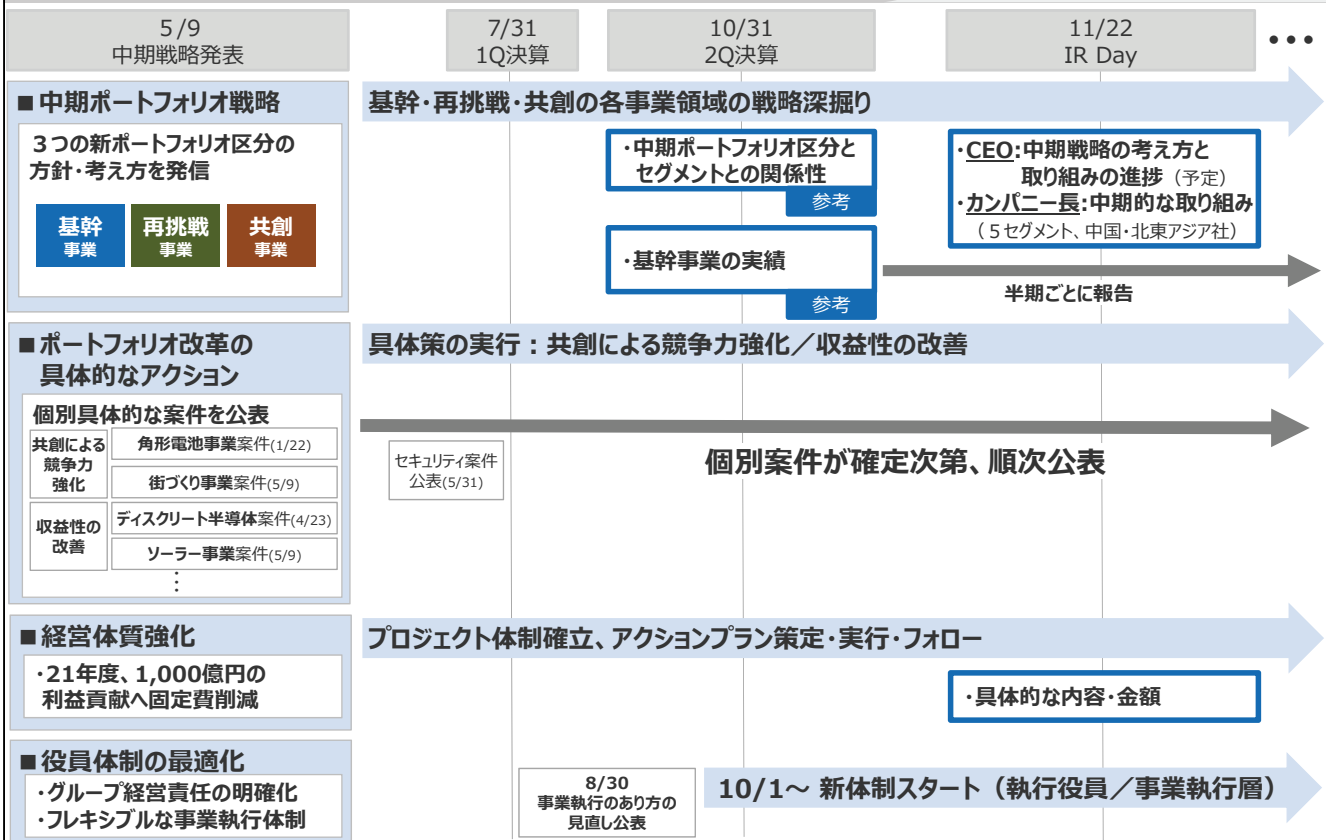 5/9
中期戦略発表
7/31
1Q決算
10/31
2Q決算
11/22
IR Day
•••
■中期ポートフォリオ戦略
3つの新ポートフォリオ区分の
方針・考え方を発信
基幹
事業
再挑戦
事業
共創
事業
基幹・再挑戦・共創の各事業領域の戦略深掘り
・中期ポートフォリオ区分と
セグメントとの関係性
参考
・基幹事業の実績
参考
・CEO:中期戦略の考え方と
取り組みの進捗（予定）
・カンパニー長:中期的な取り組み
（５セグメント、中国・北東アジア社）
半期ごとに報告
■ポートフォリオ改革の
具体的なアクション
個別具体的な案件を公表
共創による
競争力
強化
角形電池事業案件(1/22)
街づくり事業案件(5/9)
収益性の
改善
ディスクリート半導体案件(4/23)
ソーラー事業案件(5/9)
⋮
具体策の実行：共創による競争力強化／収益性の改善
セキュリティ案件
公表(5/31)
個別案件が確定次第、順次公表
■経営体質強化
・21年度、1,000億円の
利益貢献へ固定費削減
プロジェクト体制確立、アクションプラン策定・実行・フォロー
・具体的な内容・金額
■役員体制の最適化
・グループ経営責任の明確化
・フレキシブルな事業執行体制
8/30
事業執行のあり方の
見直し公表
10/1～ 新体制スタート（執行役員／事業執行層）